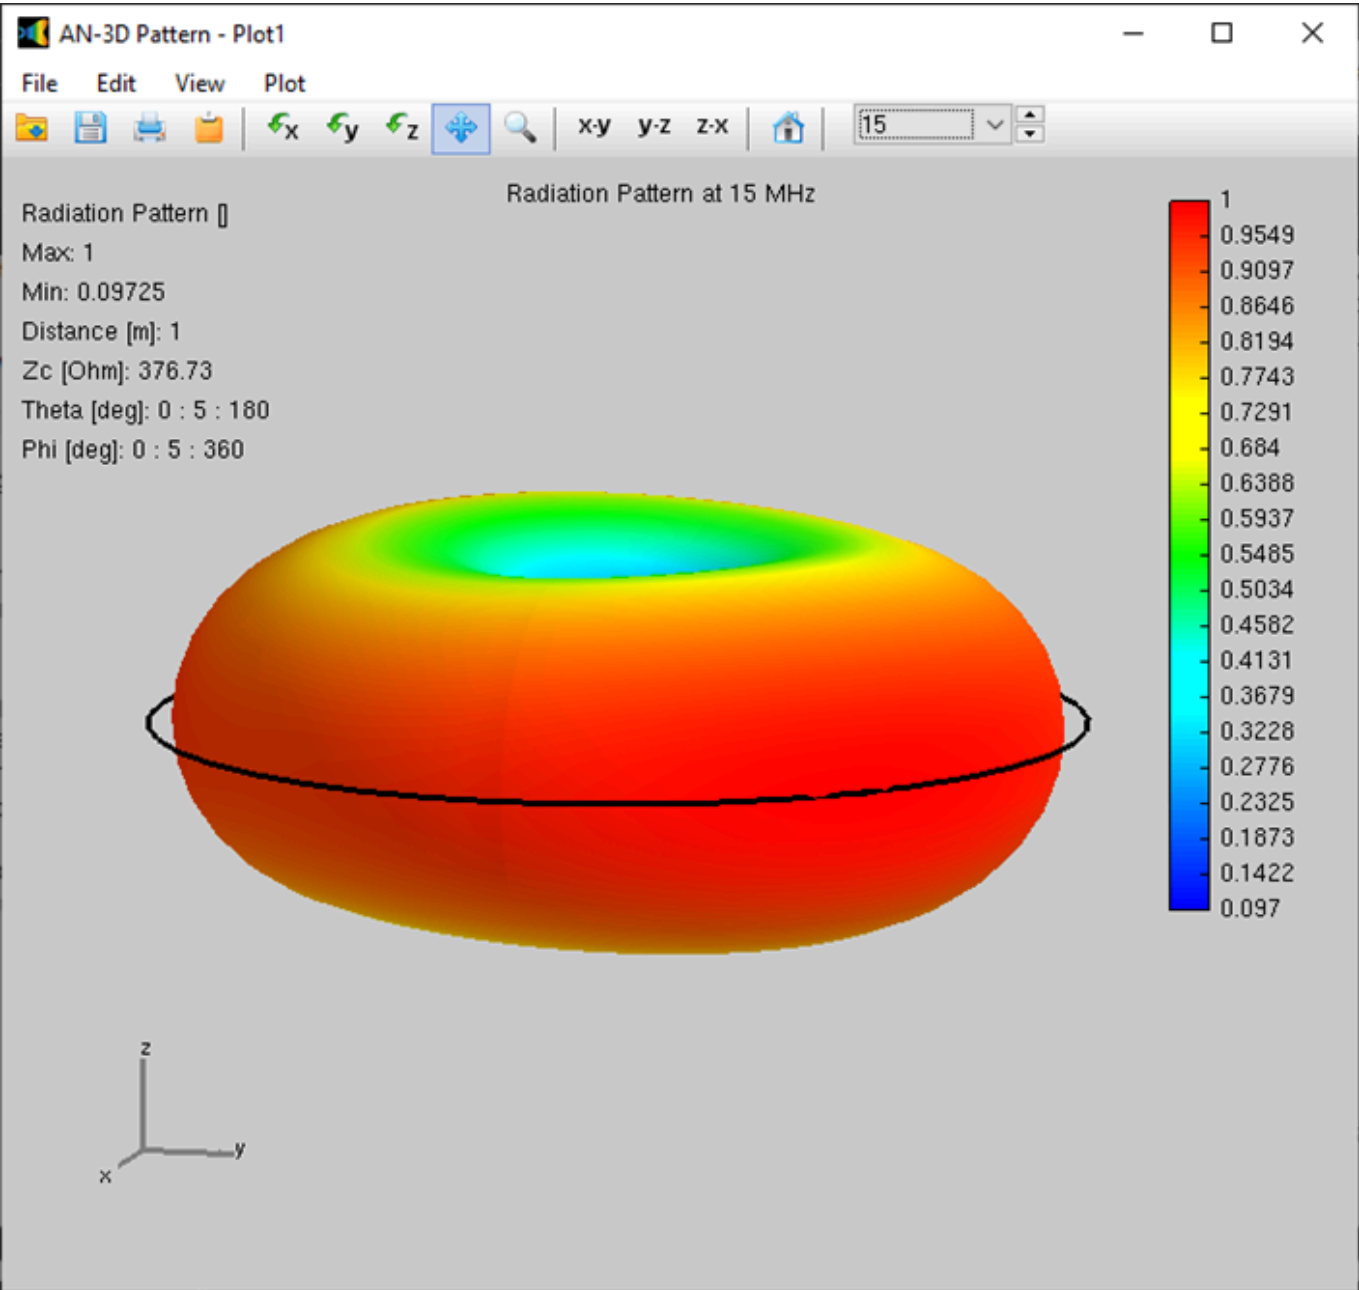 AN-3D Pattern - Plot1
File Edit View Plot
x y z x-y y-z z-x 15
Radiation Pattern at 15 MHz
Radiation Pattern []
Max: 1
Min: 0.09725
Distance [m]: 1
Zc [Ohm]: 376.73
Theta [deg]: 0 : 5 : 180
Phi [deg]: 0 : 5 : 360
1
0.9549
0.9097
0.8646
0.8194
0.7743
0.7291
0.684
0.6388
0.5937
0.5485
0.5034
0.4582
0.4131
0.3679
0.3228
0.2776
0.2325
0.1873
0.1422
0.097
z
y
x